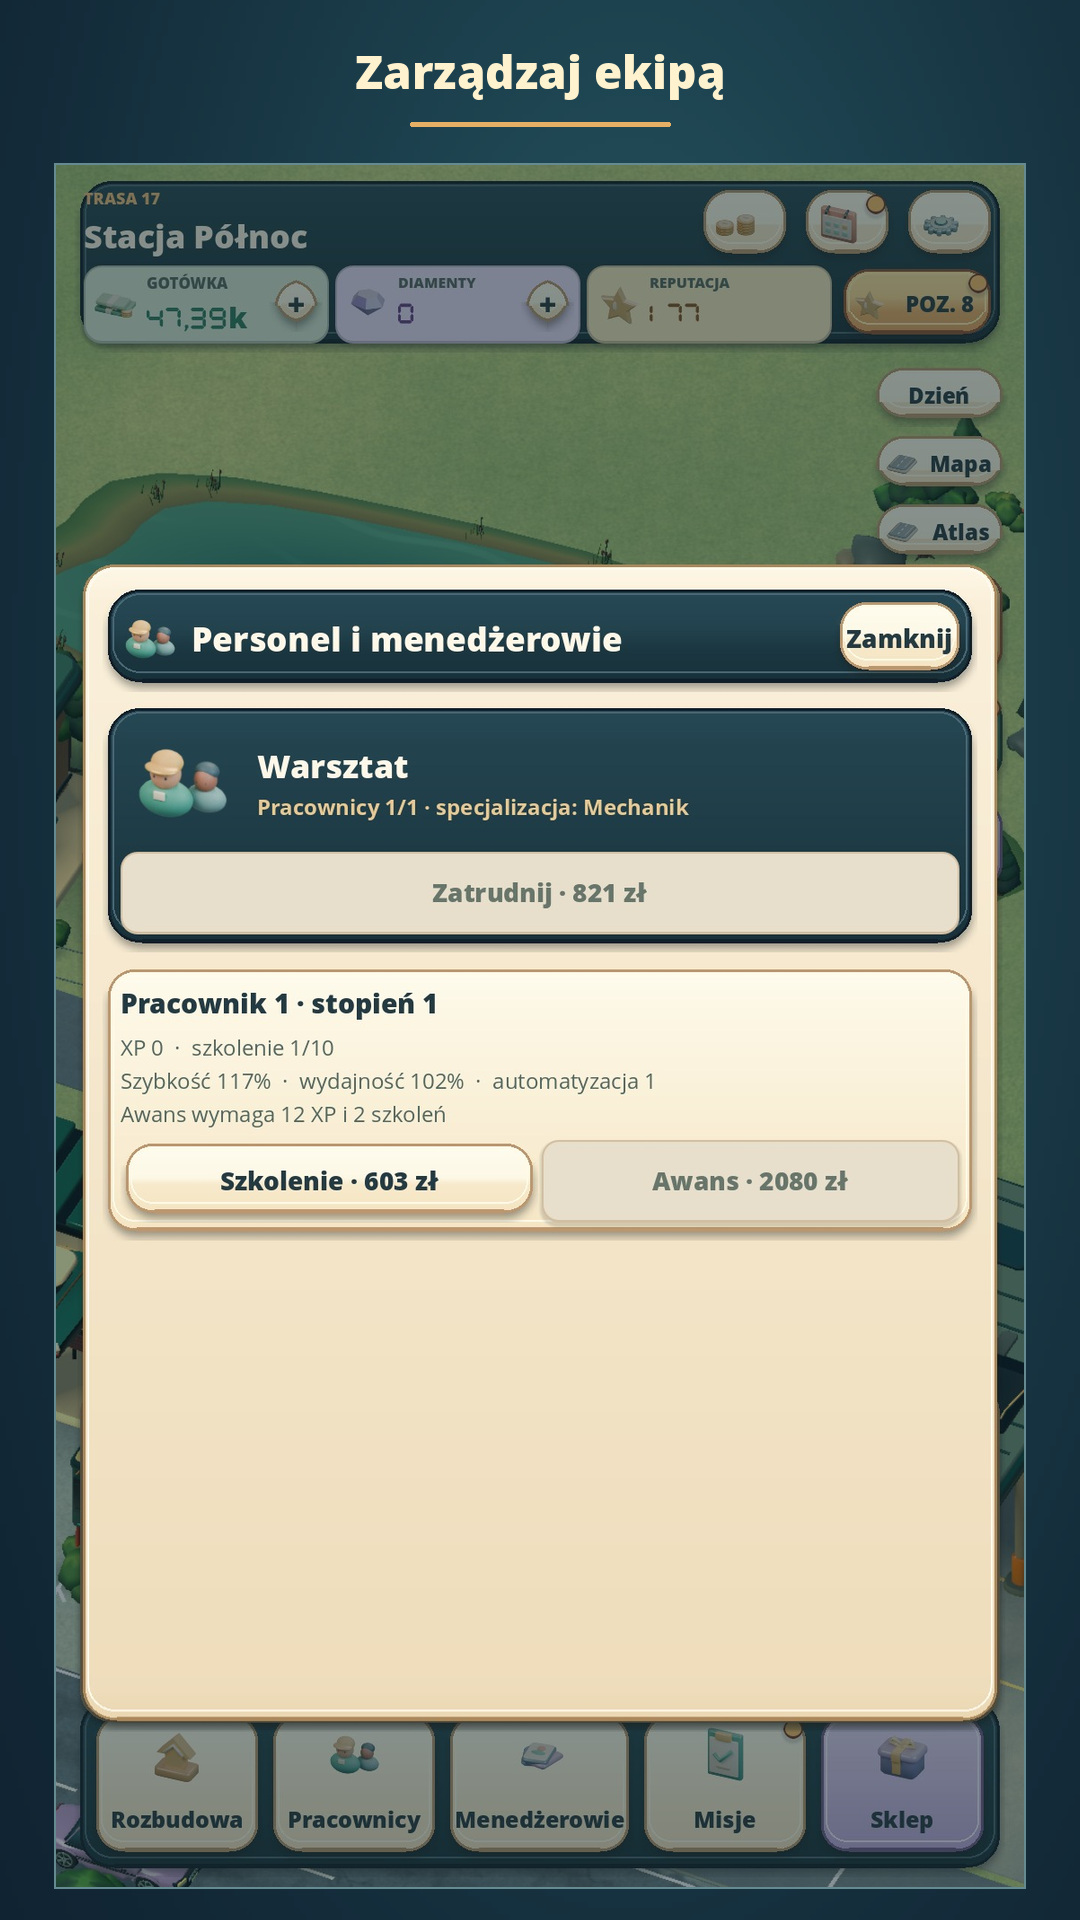 Zarządzaj ekipą
TRASA 17
Stacja Północ
GOTÓWKA
47,39k
+
DIAMENTY
0
+
REPUTACJA
177
POZ. 8
Dzień
Mapa
Atlas
Personel i menedżerowie
Zamknij
Warsztat
Pracownicy 1/1 · specjalizacja: Mechanik
Zatrudnij · 821 zł
Pracownik 1 · stopień 1
XP 0 · szkolenie 1/10
Szybkość 117% · wydajność 102% · automatyzacja 1
Awans wymaga 12 XP i 2 szkoleń
Szkolenie · 603 zł
Awans · 2080 zł
Rozbudowa
Pracownicy
Menedżerowie
Misje
Sklep